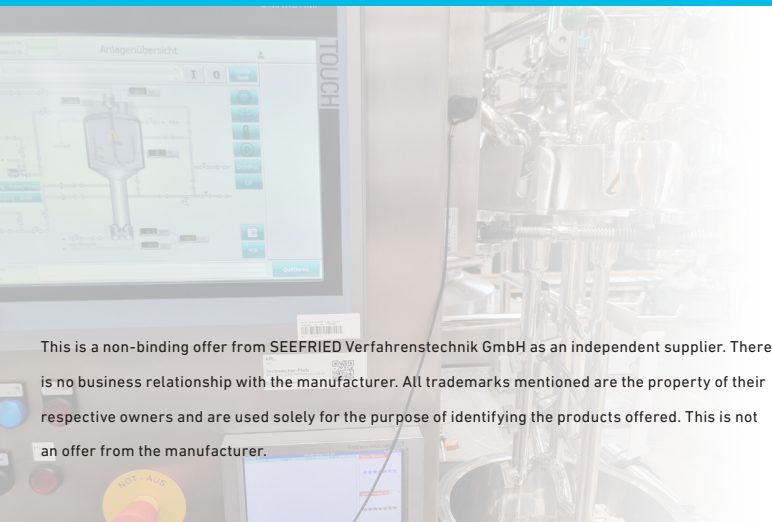 Anlagenübersicht
TOUCH
I 0
Quittieren
This is a non-binding offer from SEEFRIED Verfahrenstechnik GmbH as an independent supplier. There
is no business relationship with the manufacturer. All trademarks mentioned are the property of their
respective owners and are used solely for the purpose of identifying the products offered. This is not
an offer from the manufacturer.
NOT - AUS